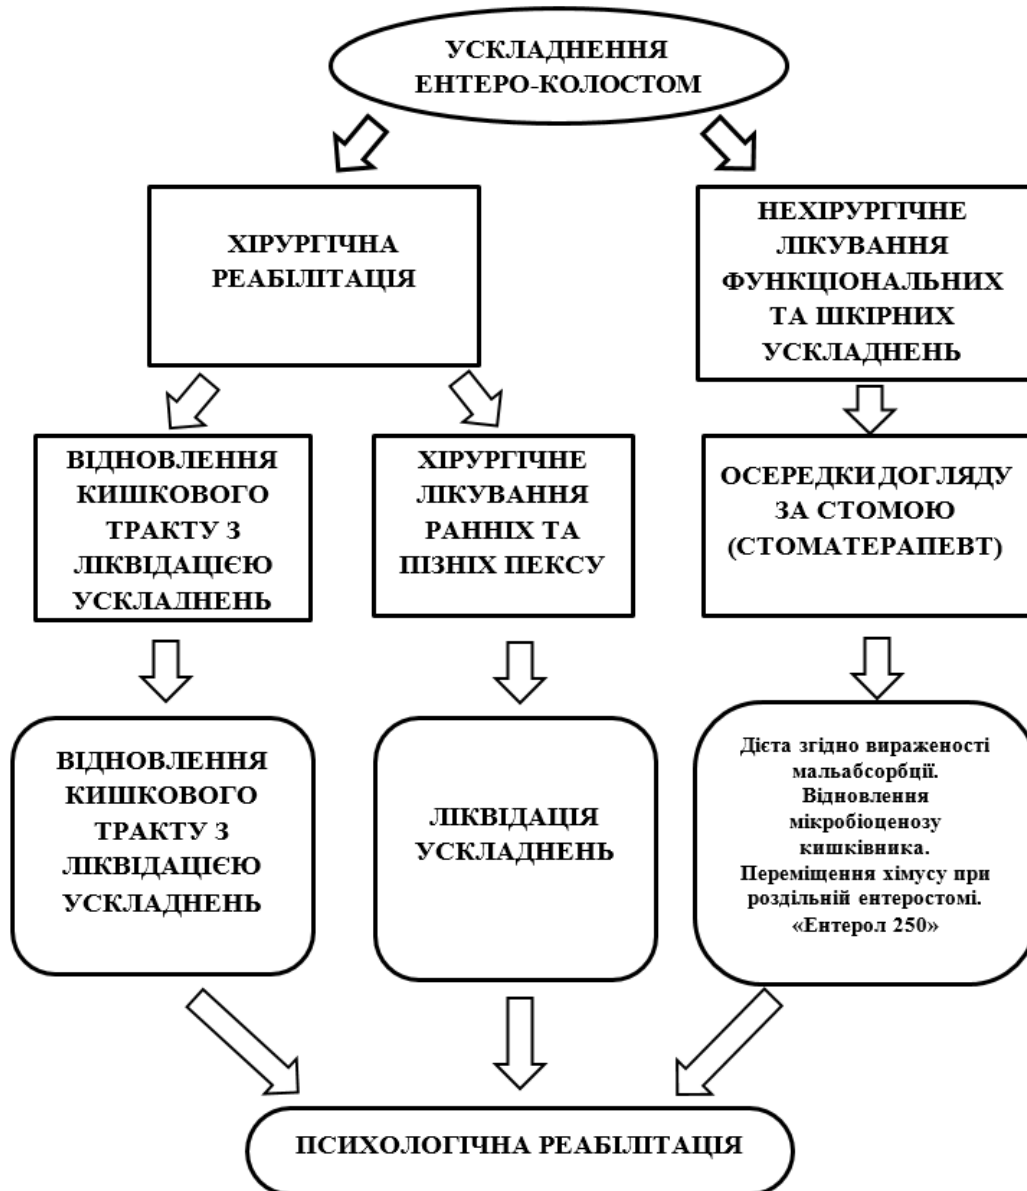 УСКЛАДНЕННЯ
ЕНТЕРО-КОЛОСТОМ
ХІРУРГІЧНА
РЕАБІЛІТАЦІЯ
НЕХІРУРГІЧНЕ
ЛІКУВАННЯ
ФУНКЦІОНАЛЬНИХ
ТА ШКІРНИХ
УСКЛАДНЕНЬ
ВІДНОВЛЕННЯ
КИШКОВОГО
ТРАКТУ З
ЛІКВІДАЦІЄЮ
УСКЛАДНЕНЬ
ХІРУРГІЧНЕ
ЛІКУВАННЯ
РАННІХ ТА
ПІЗНІХ ПЕКСУ
ОСЕРЕДКИ ДОГЛЯДУ
ЗА СТОМОЮ
(СТОМАТЕРАПЕВТ)
ВІДНОВЛЕННЯ
КИШКОВОГО
ТРАКТУ З
ЛІКВІДАЦІЄЮ
УСКЛАДНЕНЬ
ЛІКВІДАЦІЯ
УСКЛАДНЕНЬ
Дієта згідно вираженості
мальабсорбції.
Відновлення
мікробіоценозу
кишківника.
Переміщення хімусу при
роздільній ентеростомі.
«Ентерол 250»
ПСИХОЛОГІЧНА РЕАБІЛІТАЦІЯ